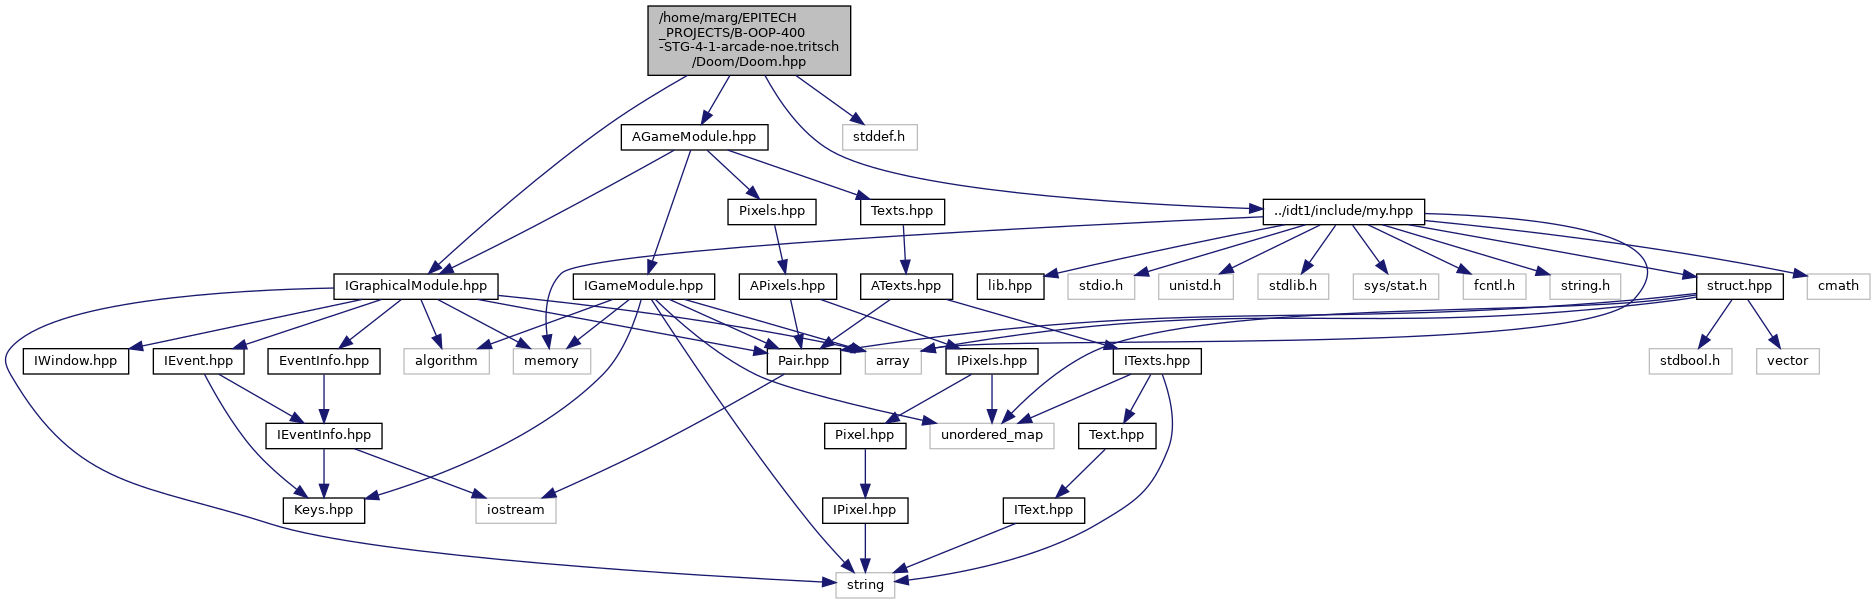 /home/marg/EPITECH
_PROJECTS/B-OOP-400
-STG-4-1-arcade-noe.tritsch
/Doom/Doom.hpp
AGameModule.hpp
stddef.h
Pixels.hpp
Texts.hpp
../idt1/include/my.hpp
IGraphicalModule.hpp
IGameModule.hpp
APixels.hpp
ATexts.hpp
lib.hpp
stdio.h
unistd.h
stdlib.h
sys/stat.h
fcntl.h
string.h
struct.hpp
cmath
IWindow.hpp
IEvent.hpp
EventInfo.hpp
algorithm
memory
Pair.hpp
array
IPixels.hpp
ITexts.hpp
stdbool.h
vector
IEventInfo.hpp
Pixel.hpp
unordered_map
Text.hpp
Keys.hpp
iostream
IPixel.hpp
IText.hpp
string